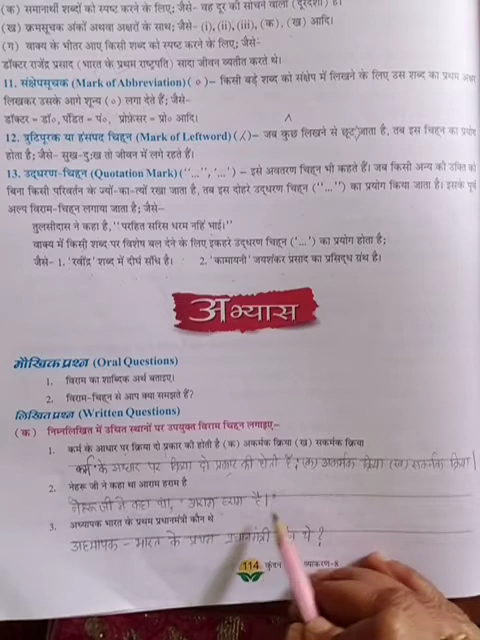 (क) समानार्थी शब्दों को स्पष्ट करने के लिए; जैसे- वह दूर की सोचने वाला (दूरदर्शी) है।
(ख) क्रमसूचक अंकों अथवा अक्षरों के साथ; जैसे- (i), (ii), (iii), (क), (ख) आदि।
(ग) वाक्य के भीतर आए किसी शब्द को स्पष्ट करने के लिए; जैसे-
डॉक्टर राजेंद्र प्रसाद (भारत के प्रथम राष्ट्रपति) सादा जीवन व्यतीत करते थे।
11. संक्षेपसूचक (Mark of Abbreviation) (०)– किसी बड़े शब्द को संक्षेप में लिखने के लिए उस शब्द का प्रथम अक्षर
लिखकर उसके आगे शून्य (०) लगा देते हैं; जैसे-
डॉक्टर = डॉ०, पंडित = पं०, प्रोफ़ेसर = प्रो० आदि।
12. त्रुटिपूरक या हंसपद चिह्न (Mark of Leftword) (^)– जब कुछ लिखने से छूट जाता है, तब इस चिह्न का प्रयोग
होता है; जैसे- सुख-दुःख तो जीवन में लगे रहते हैं।
13. उद्धरण-चिह्न (Quotation Mark) ("...", '...') – इसे अवतरण चिह्न भी कहते हैं। जब किसी अन्य की उक्ति को
बिना किसी परिवर्तन के ज्यों-का-त्यों रखा जाता है, तब इस दोहरे उद्धरण चिह्न ("...") का प्रयोग किया जाता है। इसके पूर्व
अल्प विराम-चिह्न लगाया जाता है; जैसे–
तुलसीदास ने कहा है, "परहित सरिस धरम नहिं भाई।"
वाक्य में किसी शब्द पर विशेष बल देने के लिए इकहरे उद्धरण चिह्न ('...') का प्रयोग होता है;
जैसे- 1. 'रवींद्र' शब्द में दीर्घ संधि है। 2. 'कामायनी' जयशंकर प्रसाद का प्रसिद्ध ग्रंथ है।
अभ्यास
मौखिक प्रश्न (Oral Questions)
1. विराम का शाब्दिक अर्थ बताइए।
2. विराम-चिह्न से आप क्या समझते हैं?
लिखित प्रश्न (Written Questions)
(क) निम्नलिखित में उचित स्थानों पर उपयुक्त विराम चिह्न लगाइए–
1. कर्म के आधार पर क्रिया दो प्रकार की होती है (क) अकर्मक क्रिया (ख) सकर्मक क्रिया
कर्म के आधार पर क्रिया दो प्रकार की होती है; (क) अकर्मक क्रिया (ख) सकर्मक क्रिया।
2. नेहरू जी ने कहा था आराम हराम है
नेहरू जी ने कहा था, "आराम हराम है।"
3. अध्यापक भारत के प्रथम प्रधानमंत्री कौन थे
अध्यापक – भारत के प्रथम प्रधानमंत्री कौन थे?
114
व्याकरण-8